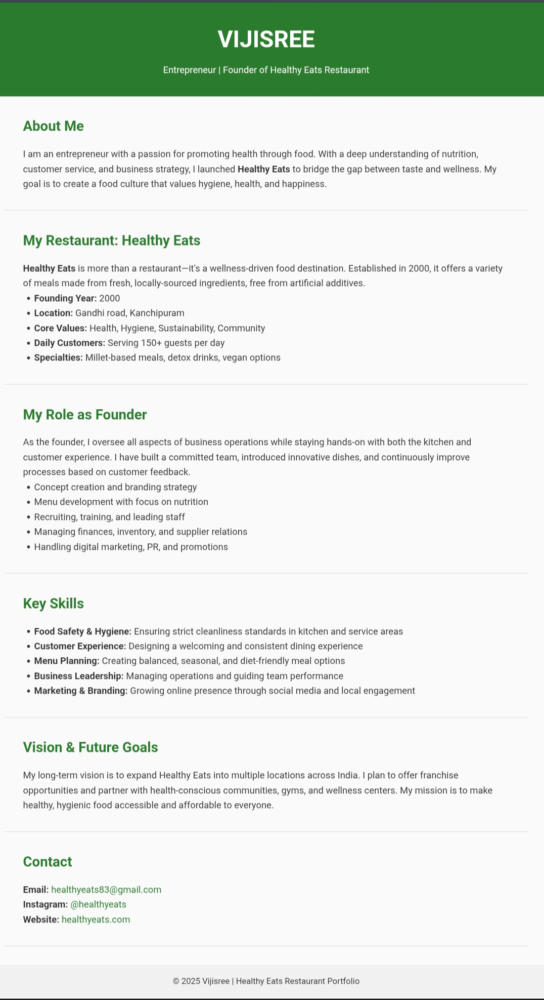 VIJISREE
Entrepreneur | Founder of Healthy Eats Restaurant
About Me
I am an entrepreneur with a passion for promoting health through food. With a deep understanding of nutrition,
customer service, and business strategy, I launched Healthy Eats to bridge the gap between taste and wellness. My
goal is to create a food culture that values hygiene, health, and happiness.
My Restaurant: Healthy Eats
Healthy Eats is more than a restaurant—it's a wellness-driven food destination. Established in 2000, it offers a variety
of meals made from fresh, locally-sourced ingredients, free from artificial additives.
• Founding Year: 2000
• Location: Gandhi road, Kanchipuram
• Core Values: Health, Hygiene, Sustainability, Community
• Daily Customers: Serving 150+ guests per day
• Specialties: Millet-based meals, detox drinks, vegan options
My Role as Founder
As the founder, I oversee all aspects of business operations while staying hands-on with both the kitchen and
customer experience. I have built a committed team, introduced innovative dishes, and continuously improve
processes based on customer feedback.
• Concept creation and branding strategy
• Menu development with focus on nutrition
• Recruiting, training, and leading staff
• Managing finances, inventory, and supplier relations
• Handling digital marketing, PR, and promotions
Key Skills
• Food Safety & Hygiene: Ensuring strict cleanliness standards in kitchen and service areas
• Customer Experience: Designing a welcoming and consistent dining experience
• Menu Planning: Creating balanced, seasonal, and diet-friendly meal options
• Business Leadership: Managing operations and guiding team performance
• Marketing & Branding: Growing online presence through social media and local engagement
Vision & Future Goals
My long-term vision is to expand Healthy Eats into multiple locations across India. I plan to offer franchise
opportunities and partner with health-conscious communities, gyms, and wellness centers. My mission is to make
healthy, hygienic food accessible and affordable to everyone.
Contact
Email: healthyeats83@gmail.com
Instagram: @healthyeats
Website: healthyeats.com
© 2025 Vijisree | Healthy Eats Restaurant Portfolio